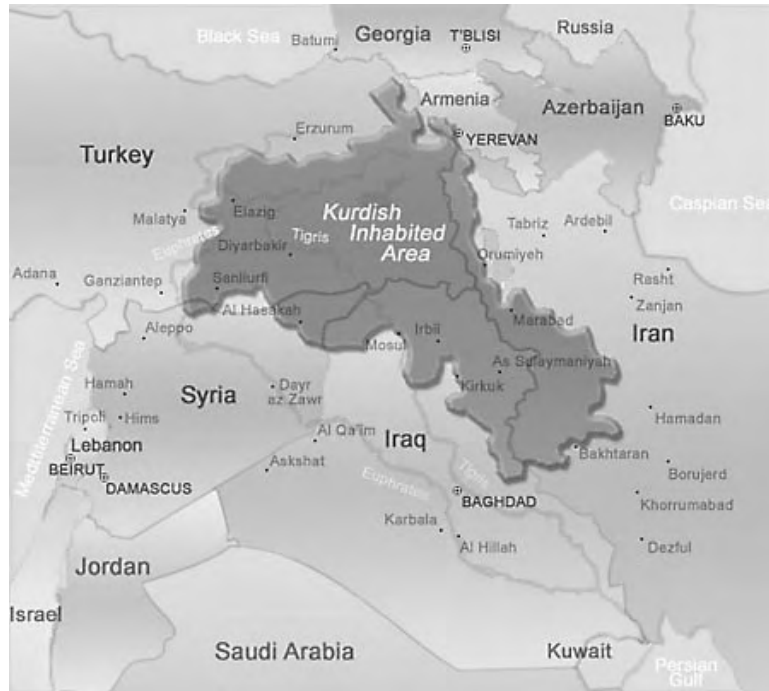 Black Sea
Batumi
Georgia
T'BLISI
Russia
Armenia
Azerbaijan
BAKU
Erzurum
YEREVAN
Turkey
Caspian Sea
Malatya
Elazig
Kurdish
Inhabited
Area
Tabriz
Ardebil
Euphrates
Diyarbakir
Tigris
Orumiyeh
Adana
Ganziantep
Sanliurfi
Rasht
Zanjan
Al Hasakah
Marabad
Iran
Aleppo
Mosul
Irbil
As Sulaymaniyah
Mediterranean Sea
Hamah
Syria
Dayr
az Zawr
Kirkuk
Tripoli
Hims
Hamadan
Lebanon
Al Qa'im
Iraq
Bakhtaran
BEIRUT
Askshat
Borujerd
DAMASCUS
Euphrates
Tigris
BAGHDAD
Khorrumabad
Karbala
Al Hillah
Dezful
Jordan
Israel
Saudi Arabia
Kuwait
Persian
Gulf